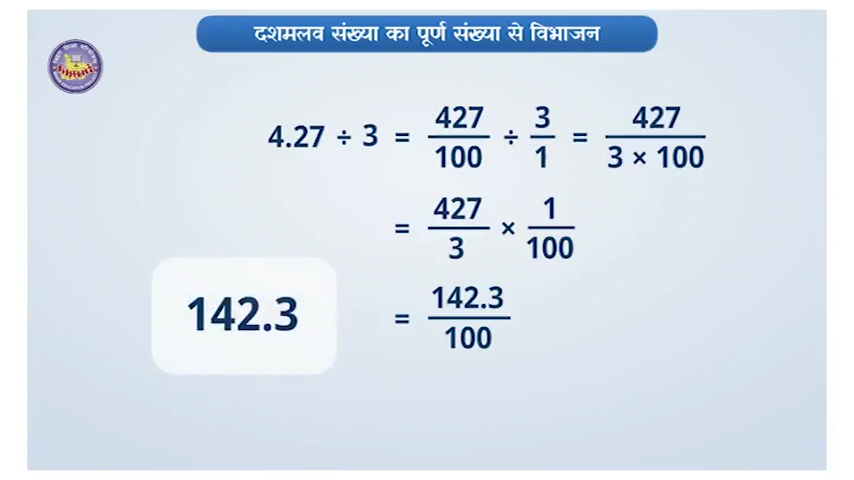 दशमलव संख्या का पूर्ण संख्या से विभाजन
4.27 ÷ 3 = 427/100 ÷ 3/1 = 427/(3 × 100)
= 427/3 × 1/100
142.3
= 142.3/100